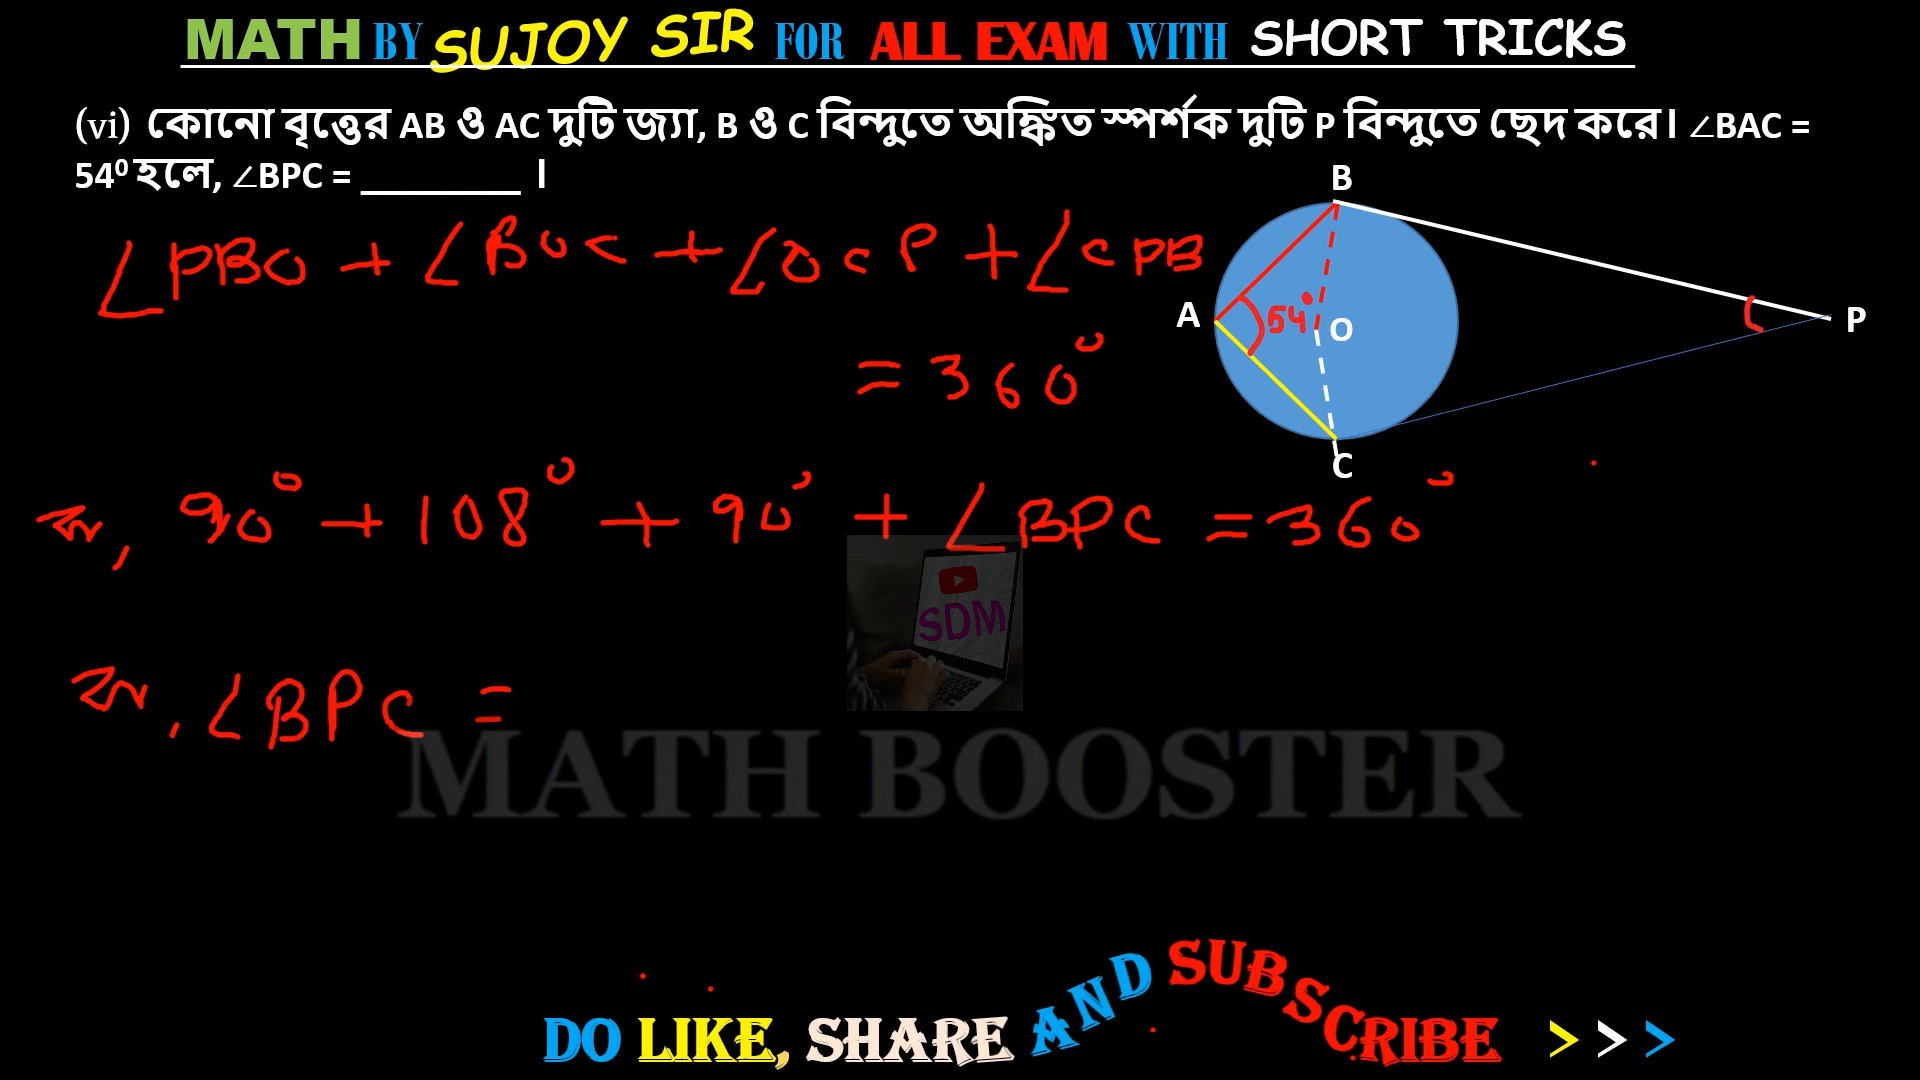 MATH BY SUJOY SIR FOR ALL EXAM WITH SHORT TRICKS
(vi) কোনো বৃত্তের AB ও AC দুটি জ্যা, B ও C বিন্দুতে অঙ্কিত স্পর্শক দুটি P বিন্দুতে ছেদ করে। ∠BAC =
54⁰ হলে, ∠BPC = _________ ।
B
∠PBO + ∠BOC + ∠OCP + ∠CPB
A
54°
O
P
= 360°
C
বা, 90° + 108° + 90° + ∠BPC = 360°
SDM
বা, ∠BPC =
MATH BOOSTER
DO LIKE, SHARE AND SUBSCRIBE >>>